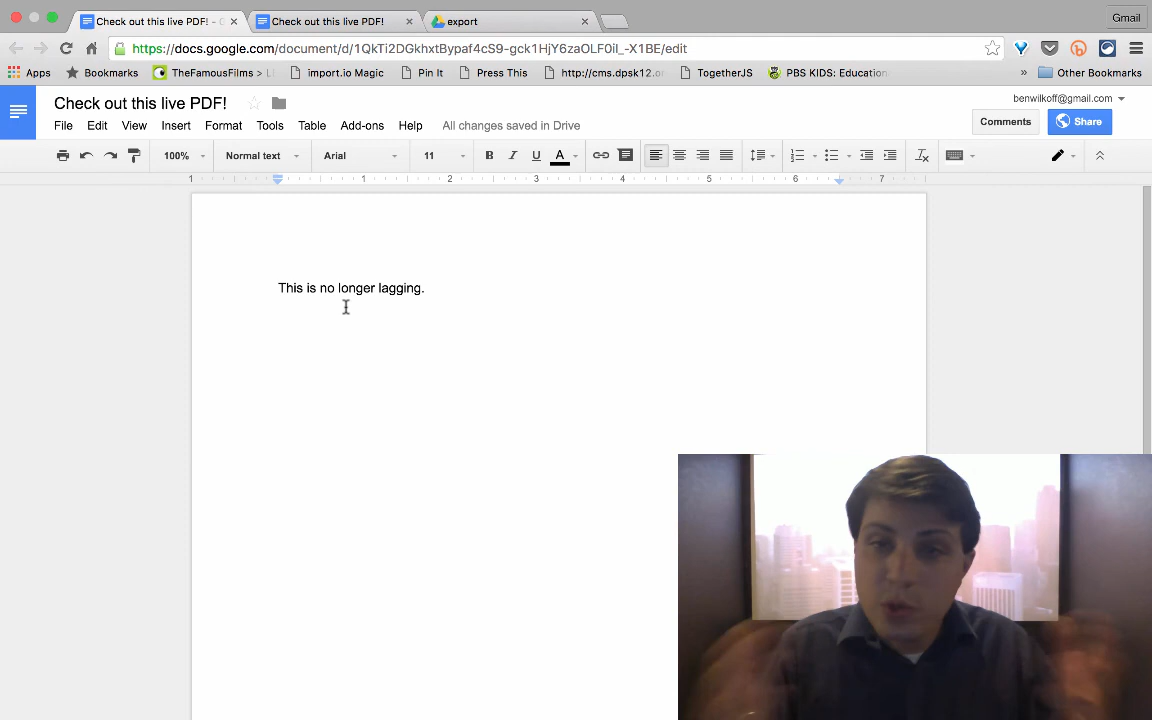 Check out this live PDF! - G
Check out this live PDF!
export
Gmail
https://docs.google.com/document/d/1QkTi2DGkhxtBypaf4cS9-gck1HjY6zaOLF0il_-X1BE/edit
Apps
Bookmarks
TheFamousFilms > Li
import.io Magic
Pin It
Press This
http://cms.dpsk12.or
TogetherJS
PBS KIDS: Education
»
Other Bookmarks
Check out this live PDF!
benwilkoff@gmail.com
File Edit View Insert Format Tools Table Add-ons Help All changes saved in Drive
Comments
Share
100% Normal text Arial 11 B I U A
1 1 2 3 4 5 6 7
This is no longer lagging.